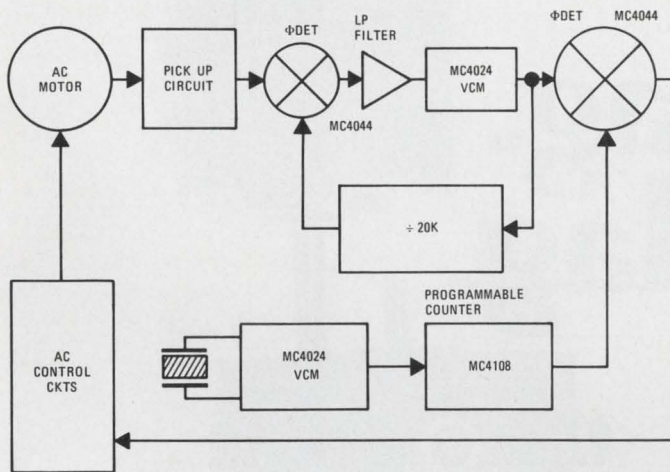 ΦDET
LP
FILTER
ΦDET
MC4044
AC
MOTOR
PICK UP
CIRCUIT
MC4024
VCM
MC4044
÷ 20K
PROGRAMMABLE
COUNTER
AC
CONTROL
CKTS
MC4024
VCM
MC4108